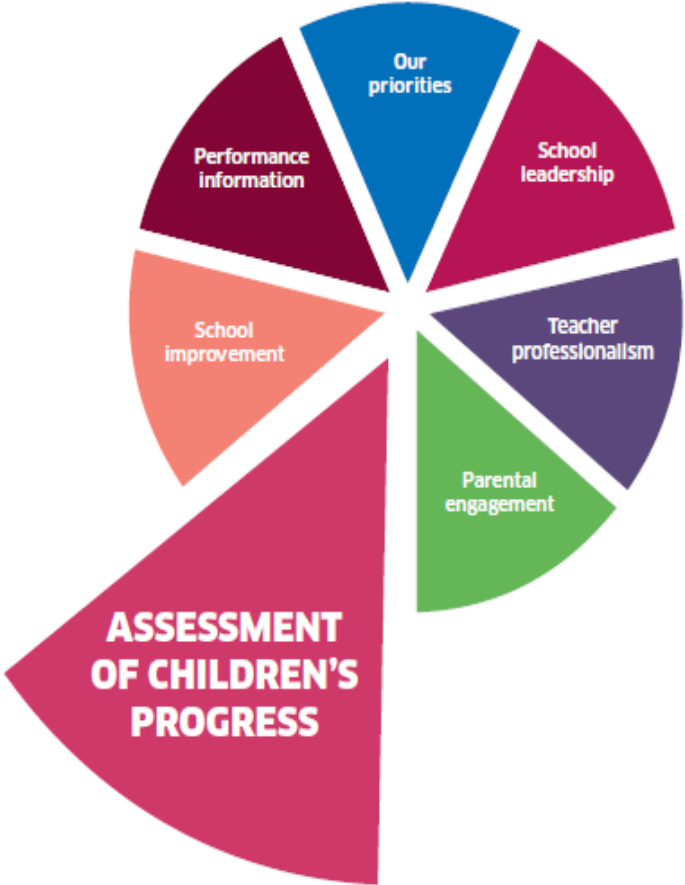 Our
priorities
School
leadership
Teacher
professionalism
Parental
engagement
ASSESSMENT
OF CHILDREN’S
PROGRESS
School
improvement
Performance
information